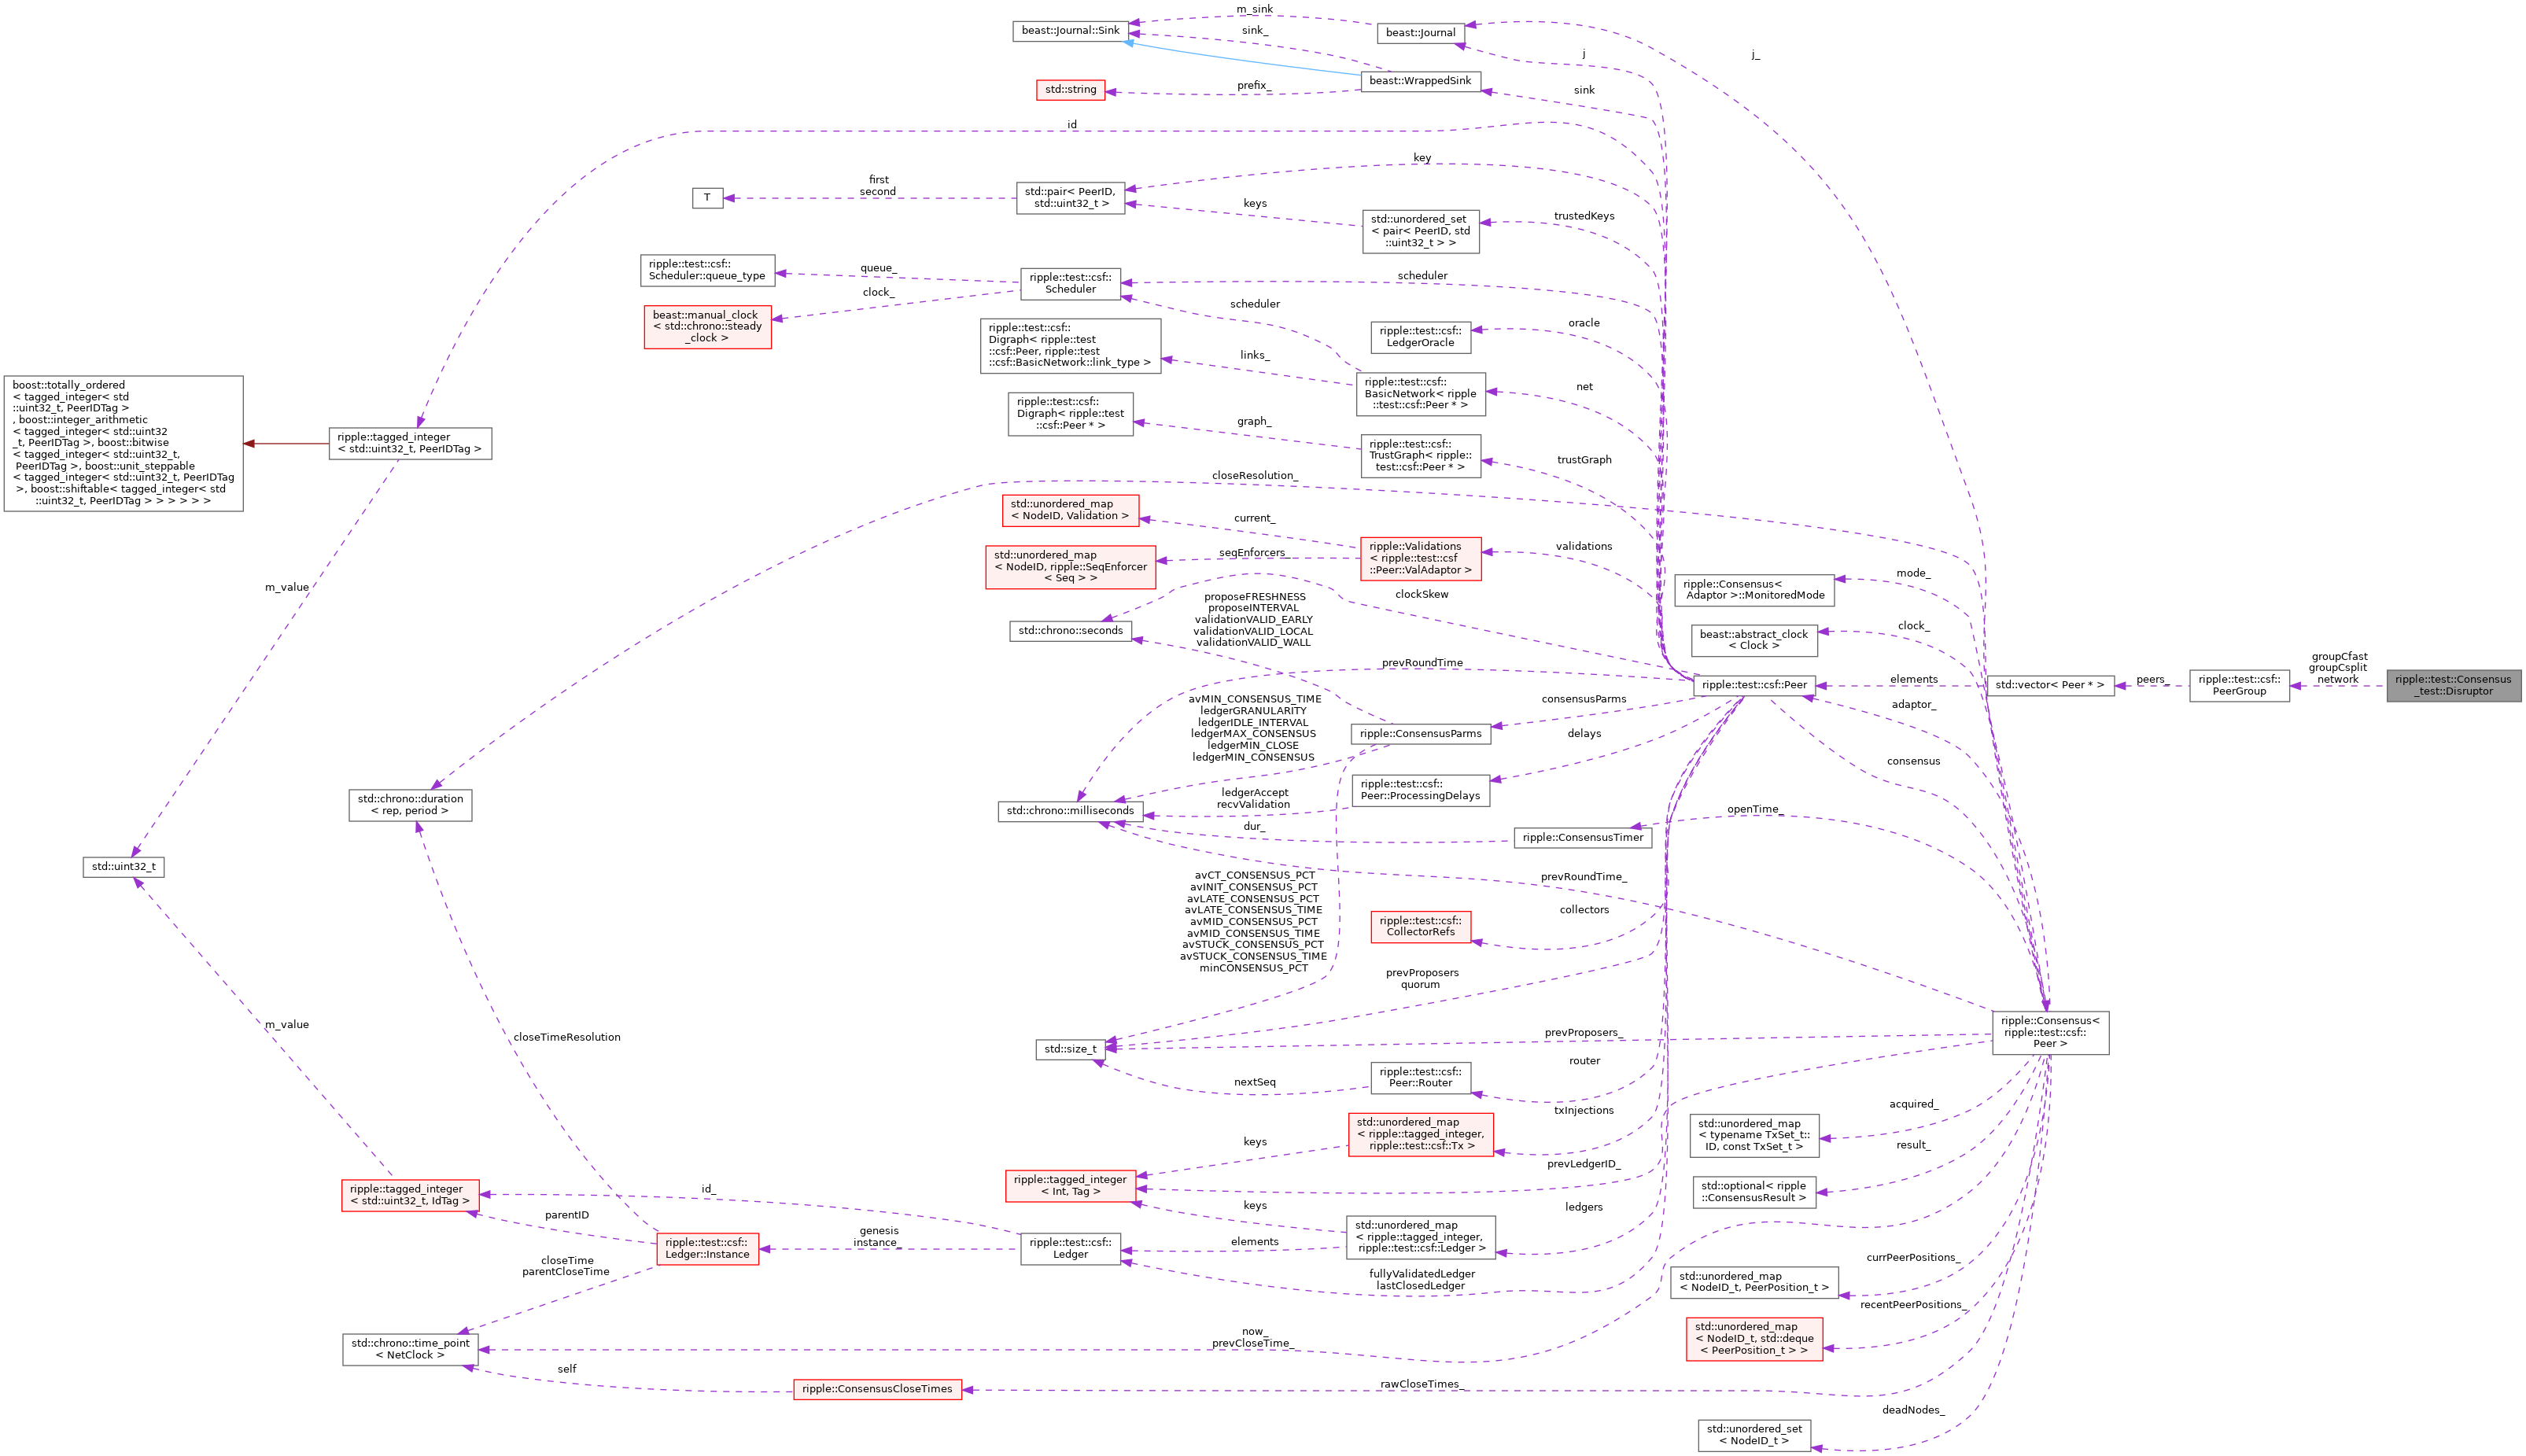 m_sink
beast::Journal::Sink
sink_
beast::Journal
j
j_
beast::WrappedSink
sink
std::string
prefix_
id
key
first
second
T
std::pair< PeerID,
std::uint32_t >
keys
std::unordered_set
< pair< PeerID, std
::uint32_t > >
trustedKeys
ripple::test::csf::
Scheduler::queue_type
queue_
ripple::test::csf::
Scheduler
scheduler
clock_
beast::manual_clock
< std::chrono::steady
_clock >
scheduler
ripple::test::csf::
LedgerOracle
oracle
ripple::test::csf::
Digraph< ripple::test
::csf::Peer, ripple::test
::csf::BasicNetwork::link_type >
links_
ripple::test::csf::
BasicNetwork< ripple
::test::csf::Peer * >
net
ripple::test::csf::
Digraph< ripple::test
::csf::Peer * >
graph_
ripple::test::csf::
TrustGraph< ripple::
test::csf::Peer * >
trustGraph
boost::totally_ordered
< tagged_integer< std
::uint32_t, PeerIDTag >
, boost::integer_arithmetic
< tagged_integer< std::uint32
_t, PeerIDTag >, boost::bitwise
< tagged_integer< std::uint32_t,
PeerIDTag >, boost::unit_steppable
< tagged_integer< std::uint32_t, PeerIDTag
>, boost::shiftable< tagged_integer< std
::uint32_t, PeerIDTag > > > > > >
ripple::tagged_integer
< std::uint32_t, PeerIDTag >
closeResolution_
std::unordered_map
< NodeID, Validation >
current_
std::unordered_map
< NodeID, ripple::SeqEnforcer
< Seq > >
seqEnforcers_
ripple::Validations
< ripple::test::csf
::Peer::ValAdaptor >
validations
m_value
std::chrono::seconds
proposeFRESHNESS
proposeINTERVAL
validationVALID_EARLY
validationVALID_LOCAL
validationVALID_WALL
clockSkew
ripple::Consensus<
Adaptor >::MonitoredMode
mode_
beast::abstract_clock
< Clock >
clock_
prevRoundTime
ripple::test::csf::Peer
elements
std::vector< Peer * >
peers_
ripple::test::csf::
PeerGroup
groupCfast
groupCsplit
network
ripple::test::Consensus
_test::Disruptor
adaptor_
consensusParms
avMIN_CONSENSUS_TIME
ledgerGRANULARITY
ledgerIDLE_INTERVAL
ledgerMAX_CONSENSUS
ledgerMIN_CLOSE
ledgerMIN_CONSENSUS
ripple::ConsensusParms
delays
consensus
ripple::test::csf::
Peer::ProcessingDelays
ledgerAccept
recvValidation
std::chrono::milliseconds
std::chrono::duration
< rep, period >
dur_
ripple::ConsensusTimer
openTime_
std::uint32_t
avCT_CONSENSUS_PCT
avINIT_CONSENSUS_PCT
avLATE_CONSENSUS_PCT
avLATE_CONSENSUS_TIME
avMID_CONSENSUS_PCT
avMID_CONSENSUS_TIME
avSTUCK_CONSENSUS_PCT
avSTUCK_CONSENSUS_TIME
minCONSENSUS_PCT
prevRoundTime_
ripple::test::csf::
CollectorRefs
collectors
prevProposers
quorum
m_value
closeTimeResolution
std::size_t
prevProposers_
ripple::Consensus<
ripple::test::csf::
Peer >
ripple::test::csf::
Peer::Router
router
nextSeq
txInjections
std::unordered_map
< ripple::tagged_integer,
ripple::test::csf::Tx >
keys
acquired_
std::unordered_map
< typename TxSet_t::
ID, const TxSet_t >
result_
prevLedgerID_
ripple::tagged_integer
< Int, Tag >
ripple::tagged_integer
< std::uint32_t, IdTag >
id_
parentID
std::optional< ripple
::ConsensusResult >
keys
ledgers
std::unordered_map
< ripple::tagged_integer,
ripple::test::csf::Ledger >
elements
ripple::test::csf::
Ledger
genesis
instance_
ripple::test::csf::
Ledger::Instance
closeTime
parentCloseTime
fullyValidatedLedger
lastClosedLedger
currPeerPositions_
std::unordered_map
< NodeID_t, PeerPosition_t >
recentPeerPositions_
std::unordered_map
< NodeID_t, std::deque
< PeerPosition_t > >
now_
prevCloseTime_
std::chrono::time_point
< NetClock >
self
ripple::ConsensusCloseTimes
rawCloseTimes_
deadNodes_
std::unordered_set
< NodeID_t >